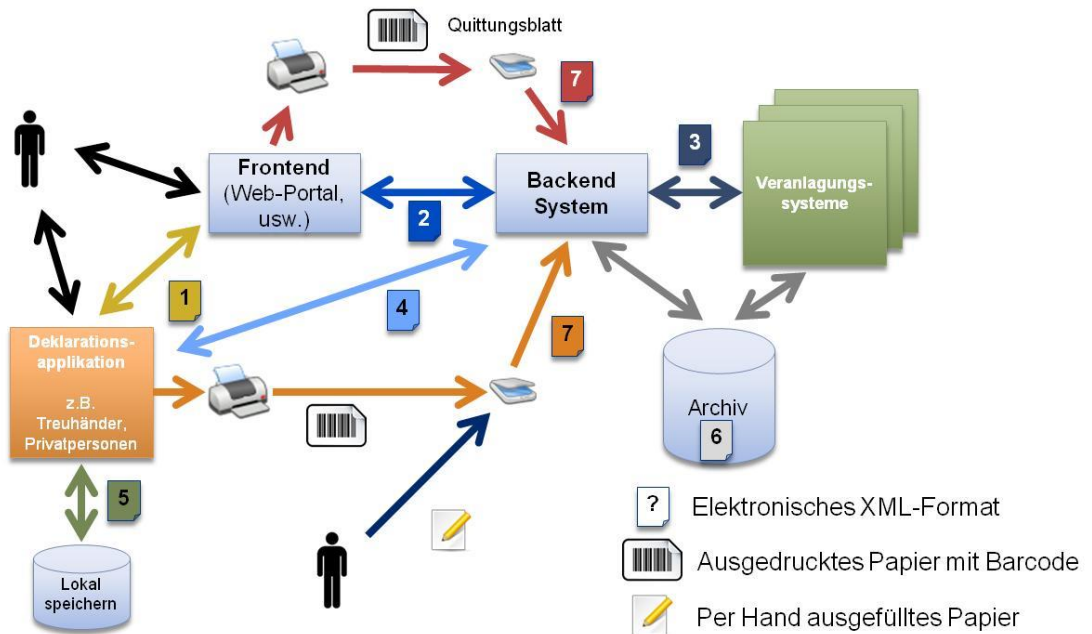 Quittungsblatt
7
3
Frontend
(Web-Portal,
usw.)
Backend
System
Veranlagungs-
systeme
2
1
4
7
Deklarations-
applikation
z.B.
Treuhänder,
Privatpersonen
Archiv
6
5
Lokal
speichern
? Elektronisches XML-Format
Ausgedrucktes Papier mit Barcode
Per Hand ausgefülltes Papier